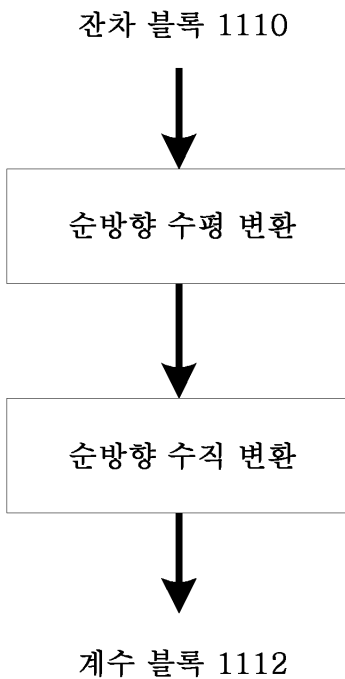 잔차 블록 1110
순방향 수평 변환
순방향 수직 변환
계수 블록 1112